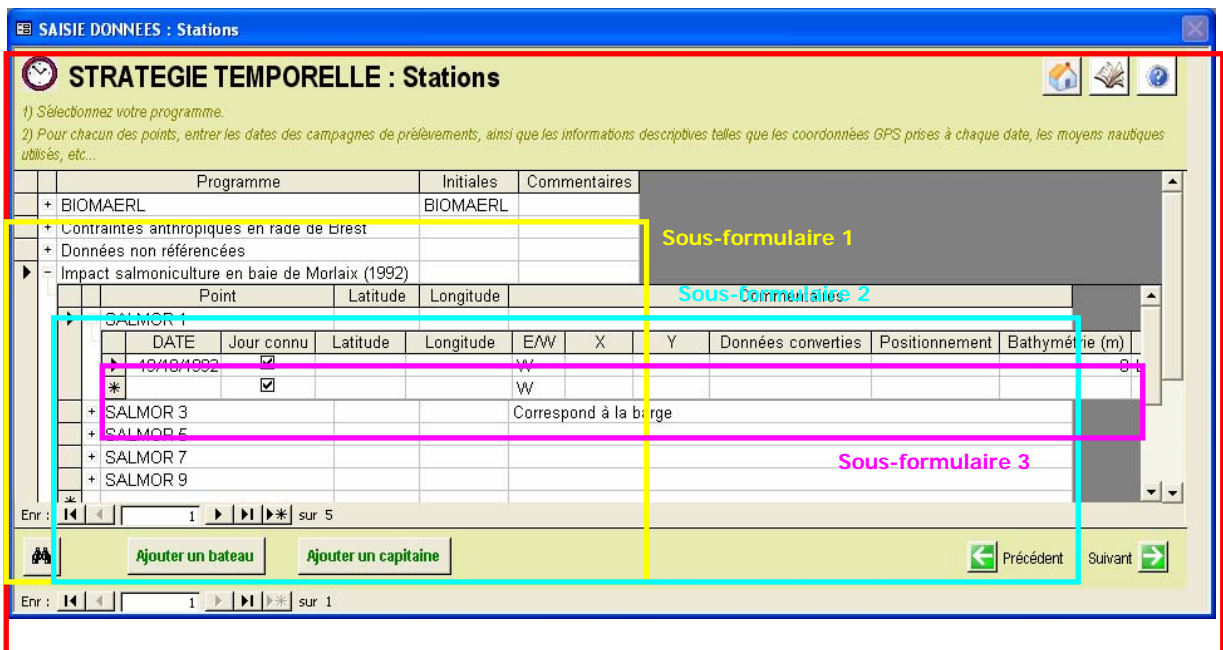 SAISIE DONNEES : Stations
STRATEGIE TEMPORELLE : Stations
1) Sélectionnez votre programme.
2) Pour chacun des points, entrer les dates des campagnes de prélèvements, ainsi que les informations descriptives telles que les coordonnées GPS prises à chaque date, les moyens nautiques
utilisés, etc...
Programme Initiales Commentaires
+ BIOMAERL BIOMAERL
+ Contraintes anthropiques en rade de Brest
Sous-formulaire 1
+ Données non référencées
- Impact salmoniculture en baie de Morlaix (1992)
Point Latitude Longitude Commentaires
Sous-formulaire 2
SALMOR 1
DATE Jour connu Latitude Longitude E/W X Y Données converties Positionnement Bathymétrie (m)
W 8 L
W
+ SALMOR 3 Correspond à la barge
+ SALMOR 5
+ SALMOR 7
Sous-formulaire 3
+ SALMOR 9
Enr : 1 sur 5
Ajouter un bateau Ajouter un capitaine Précédent Suivant
Enr : 1 sur 1